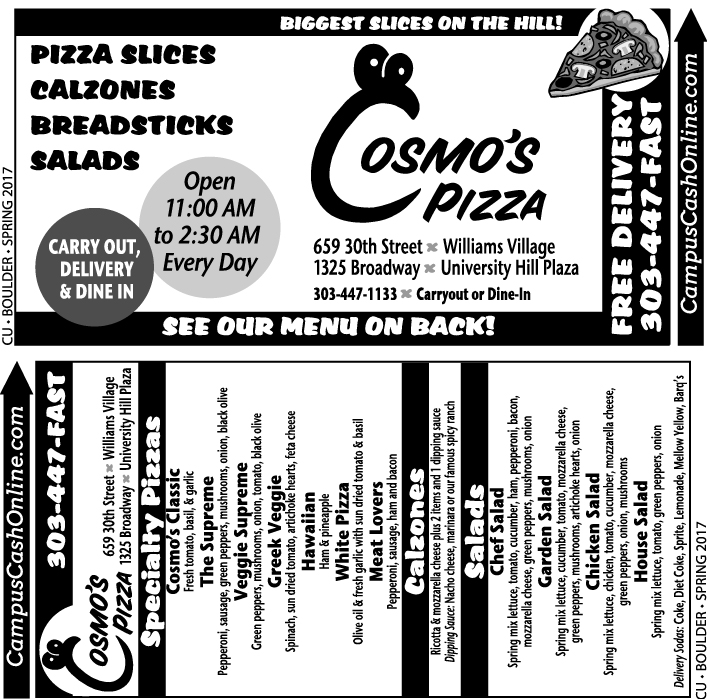 BIGGEST SLICES ON THE HILL!
PIZZA SLICES
CALZONES
BREADSTICKS
SALADS
Open
11:00 AM
to 2:30 AM
Every Day
CARRY OUT,
DELIVERY
& DINE IN
COSMO'S
PIZZA
659 30th Street ✖ Williams Village
1325 Broadway ✖ University Hill Plaza
303-447-1133 ✖ Carryout or Dine-In
SEE OUR MENU ON BACK!
FREE DELIVERY
303-447-FAST
CampusCashOnline.com
CU • BOULDER • SPRING 2017
CampusCashOnline.com
303-447-FAST
COSMO'S
PIZZA
659 30th Street ✖ Williams Village
1325 Broadway ✖ University Hill Plaza
Specialty Pizzas
Cosmo's Classic
Fresh tomato, basil, & garlic
The Supreme
Pepperoni, sausage, green peppers, mushrooms, onion, black olive
Veggie Supreme
Green peppers, mushrooms, onion, tomato, black olive
Greek Veggie
Spinach, sun dried tomato, artichoke hearts, feta cheese
Hawaiian
Ham & pineapple
White Pizza
Olive oil & fresh garlic with sun dried tomato & basil
Meat Lovers
Pepperoni, sausage, ham and bacon
Calzones
Ricotta & mozzarella cheese plus 2 items and 1 dipping sauce
Dipping Sauce: Nacho cheese, marinara or our famous spicy ranch
Salads
Chef Salad
Spring mix lettuce, tomato, cucumber, ham, pepperoni, bacon,
mozzarella cheese, green peppers, mushrooms, onion
Garden Salad
Spring mix lettuce, cucumber, tomato, mozzarella cheese,
green peppers, mushrooms, artichoke hearts, onion
Chicken Salad
Spring mix lettuce, chicken, tomato, cucumber, mozzarella cheese,
green peppers, onion, mushrooms
House Salad
Spring mix lettuce, tomato, green peppers, onion
Delivery Sodas: Coke, Diet Coke, Sprite, Lemonade, Mellow Yellow, Barq's
CU • BOULDER • SPRING 2017